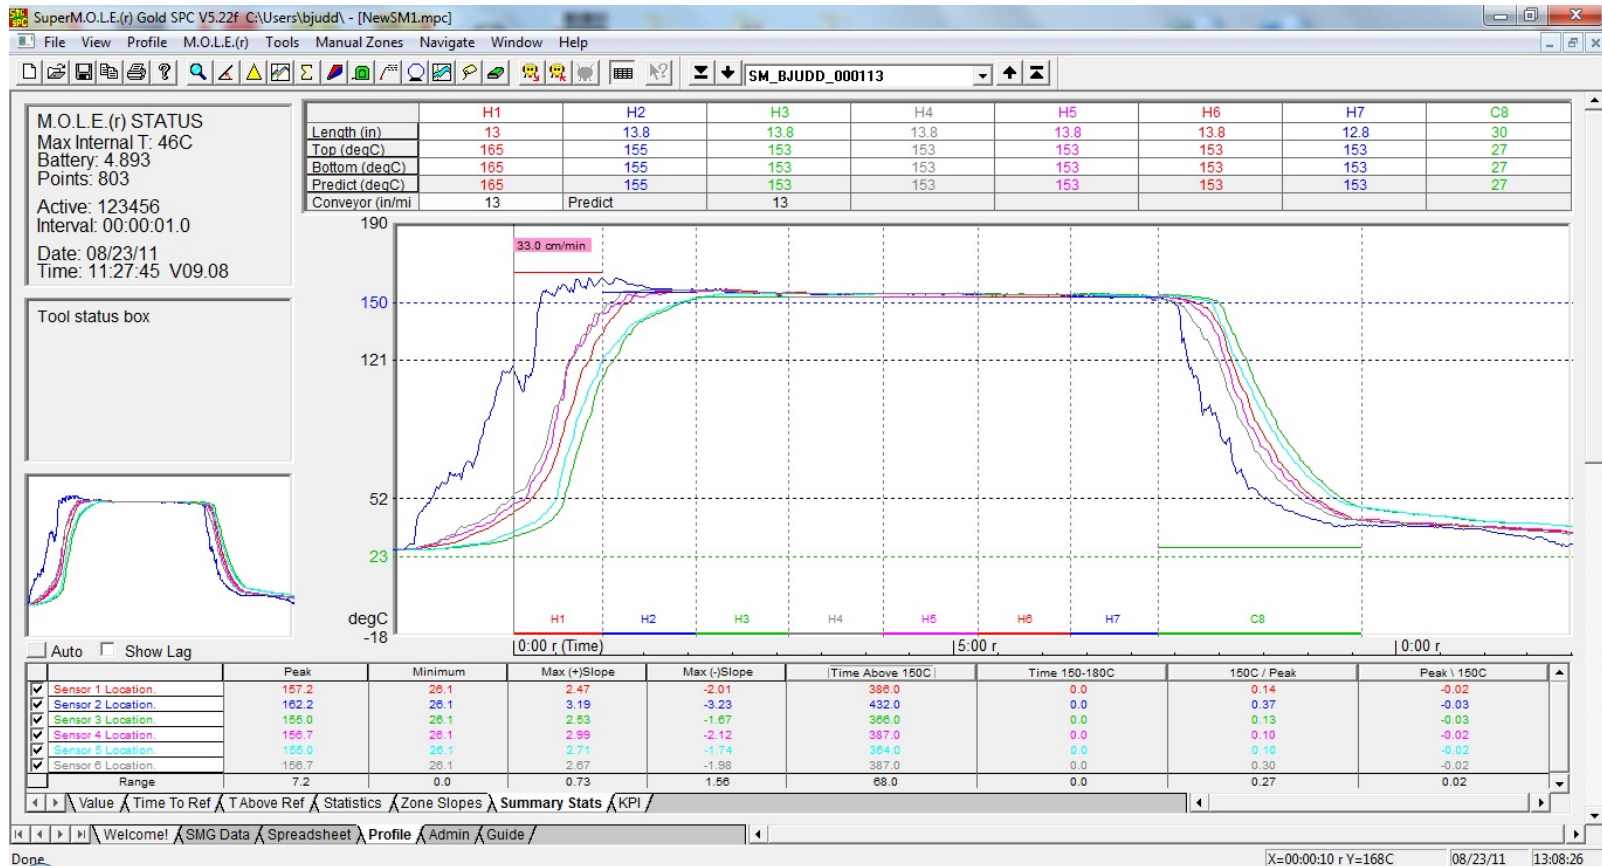 SuperM.O.L.E.(r) Gold SPC V5.22f C:\Users\bjudd\ - [NewSM1.mpc]
File View Profile M.O.L.E.(r) Tools Manual Zones Navigate Window Help
SM_BJUDD_000113
M.O.L.E.(r) STATUS
Max Internal T: 46C
Battery: 4.893
Points: 803
Active: 123456
Interval: 00:00:01.0
Date: 08/23/11
Time: 11:27:45 V09.08
Tool status box
Auto Show Lag
H1 H2 H3 H4 H5 H6 H7 C8
Length (in) 13 13.8 13.8 13.8 13.8 13.8 12.8 30
Top (degC) 165 155 153 153 153 153 153 27
Bottom (degC) 165 155 153 153 153 153 153 27
Predict (degC) 165 155 153 153 153 153 153 27
Conveyor (in/mi 13 Predict 13
190
33.0 cm/min
150
121
52
23
degC
-18
H1 H2 H3 H4 H5 H6 H7 C8
0:00 r (Time) 5:00 r 0:00 r
Peak Minimum Max (+)Slope Max (-)Slope Time Above 150C Time 150-180C 150C / Peak Peak \ 150C
Sensor 1 Location. 157.2 26.1 2.47 -2.01 386.0 0.0 0.14 -0.02
Sensor 2 Location. 162.2 26.1 3.19 -3.23 432.0 0.0 0.37 -0.03
Sensor 3 Location. 155.0 26.1 2.53 -1.67 366.0 0.0 0.13 -0.03
Sensor 4 Location. 156.7 26.1 2.99 -2.12 387.0 0.0 0.10 -0.02
Sensor 5 Location. 155.0 26.1 2.71 -1.74 364.0 0.0 0.10 -0.02
Sensor 6 Location. 156.7 26.1 2.67 -1.98 387.0 0.0 0.30 -0.02
Range 7.2 0.0 0.73 1.56 68.0 0.0 0.27 0.02
Value Time To Ref T Above Ref Statistics Zone Slopes Summary Stats KPI
Welcome! SMG Data Spreadsheet Profile Admin Guide
Done X=00:00:10 r Y=168C 08/23/11 13:08:26